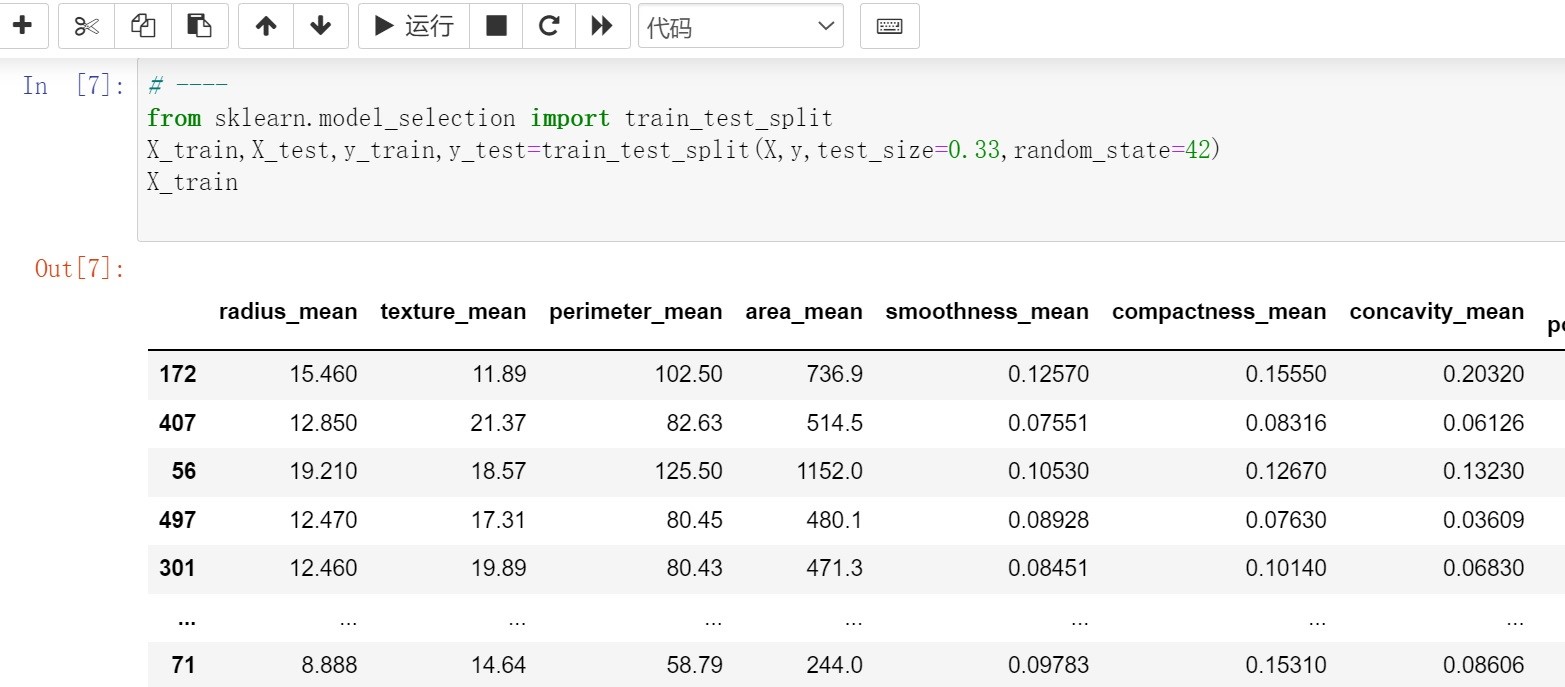 运行
代码
In [7]:
# ----
from sklearn.model_selection import train_test_split
X_train,X_test,y_train,y_test=train_test_split(X,y,test_size=0.33,random_state=42)
X_train
Out[7]:
radius_mean texture_mean perimeter_mean area_mean smoothness_mean compactness_mean concavity_mean
172 15.460 11.89 102.50 736.9 0.12570 0.15550 0.20320
407 12.850 21.37 82.63 514.5 0.07551 0.08316 0.06126
56 19.210 18.57 125.50 1152.0 0.10530 0.12670 0.13230
497 12.470 17.31 80.45 480.1 0.08928 0.07630 0.03609
301 12.460 19.89 80.43 471.3 0.08451 0.10140 0.06830
... ... ... ... ... ... ... ...
71 8.888 14.64 58.79 244.0 0.09783 0.15310 0.08606